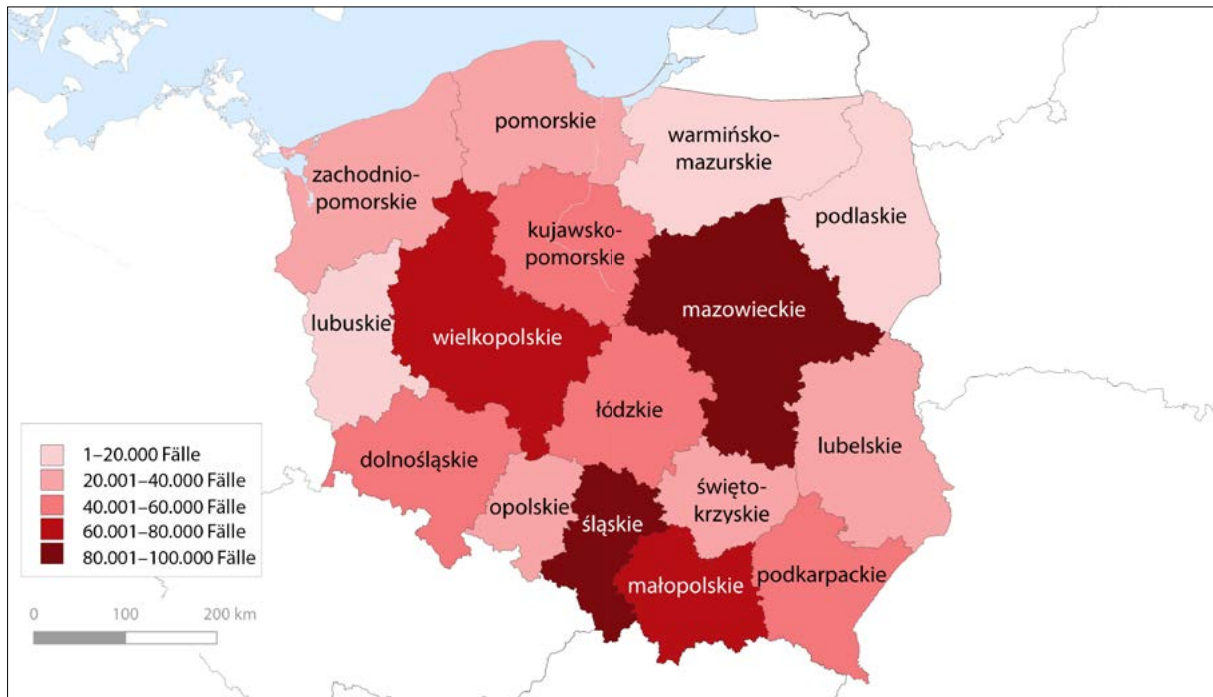 pomorskie
warmińsko-
mazurskie
zachodnio-
pomorskie
podlaskie
kujawsko-
pomorskie
mazowieckie
lubuskie
wielkopolskie
łódzkie
lubelskie
dolnośląskie
opolskie
święto-
krzyskie
śląskie
małopolskie
podkarpackie
1–20.000 Fälle
20.001–40.000 Fälle
40.001–60.000 Fälle
60.001–80.000 Fälle
80.001–100.000 Fälle
0 100 200 km